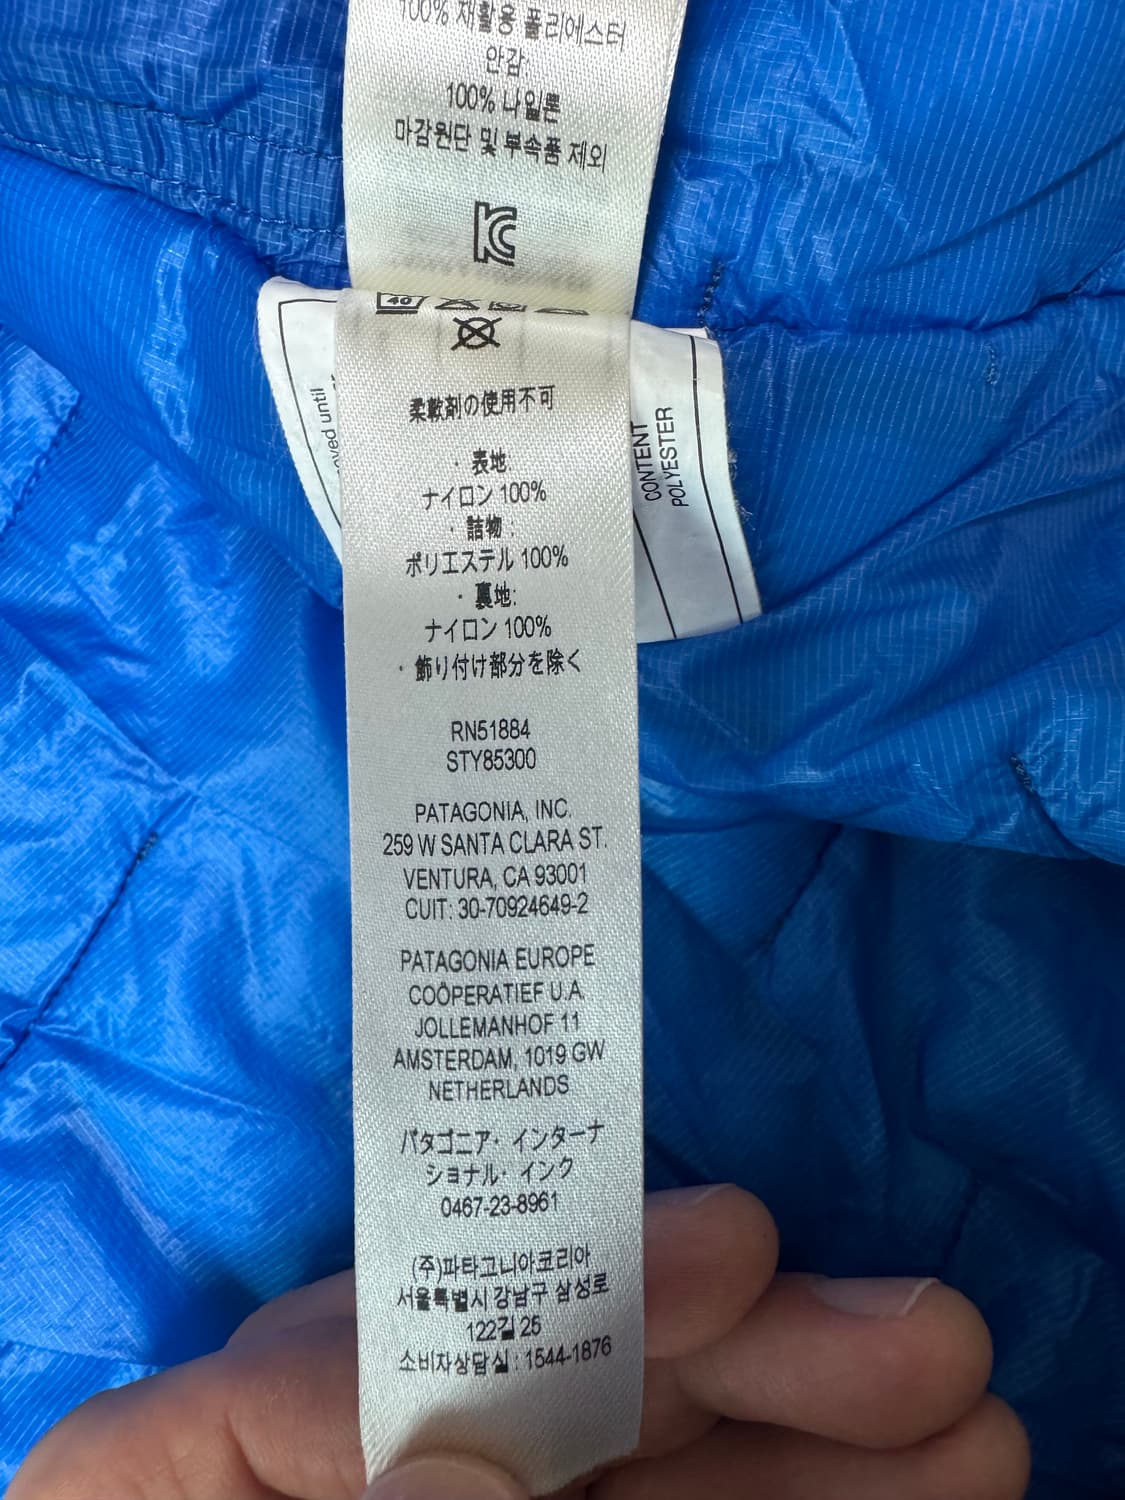 100% 재활용 폴리에스터
안감
100% 나일론
마감원단 및 부속품 제외
40
柔軟剤の使用不可
・表地
ナイロン 100%
・詰物:
ポリエステル 100%
・裏地:
ナイロン 100%
・飾り付け部分を除く
RN51884
STY85300
PATAGONIA, INC.
259 W SANTA CLARA ST.
VENTURA, CA 93001
CUIT: 30-70924649-2
PATAGONIA EUROPE
COÖPERATIEF U.A.
JOLLEMANHOF 11
AMSTERDAM, 1019 GW
NETHERLANDS
パタゴニア・インターナ
ショナル・インク
0467-23-8961
(주)파타고니아코리아
서울특별시 강남구 삼성로
122길 25
소비자상담실 : 1544-1876
until
CONTENT
POLYESTER